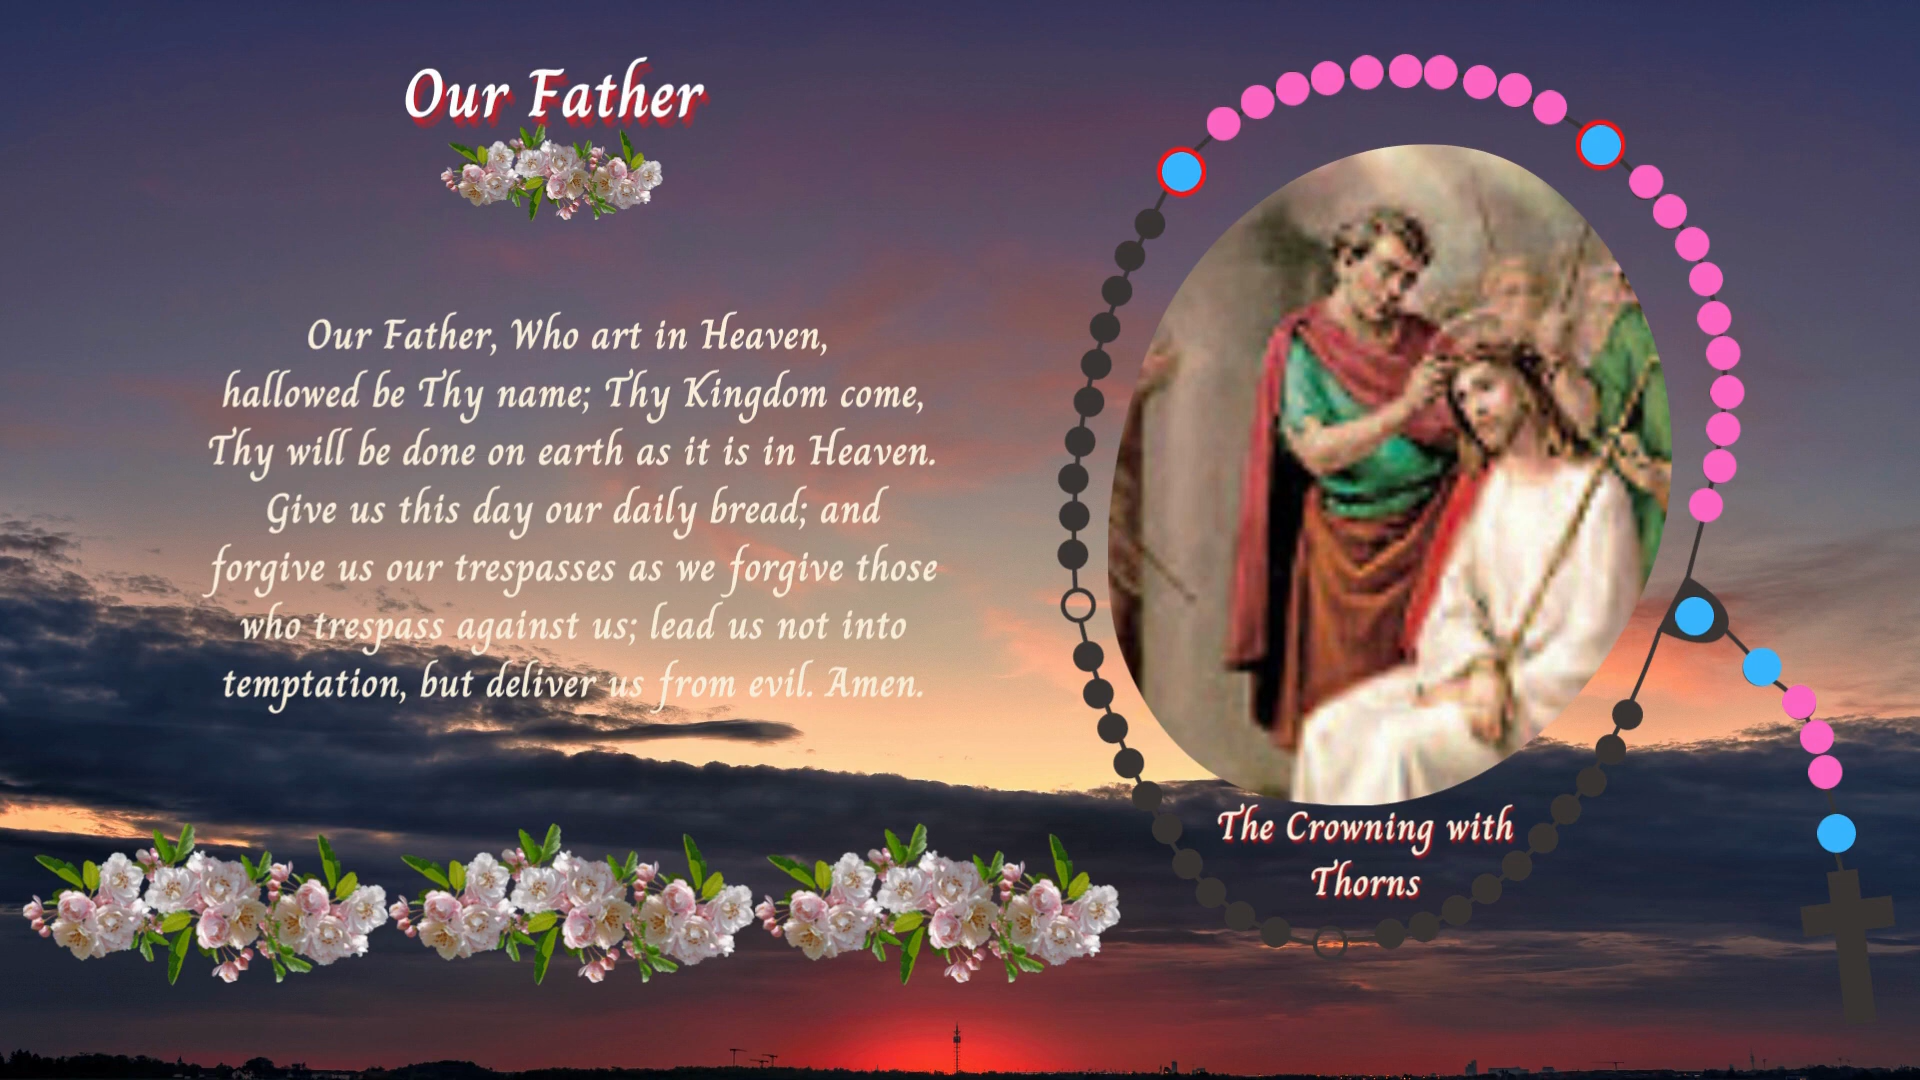 Our Father
Our Father, Who art in Heaven,
hallowed be Thy name; Thy Kingdom come,
Thy will be done on earth as it is in Heaven.
Give us this day our daily bread; and
forgive us our trespasses as we forgive those
who trespass against us; lead us not into
temptation, but deliver us from evil. Amen.
The Crowning with
Thorns